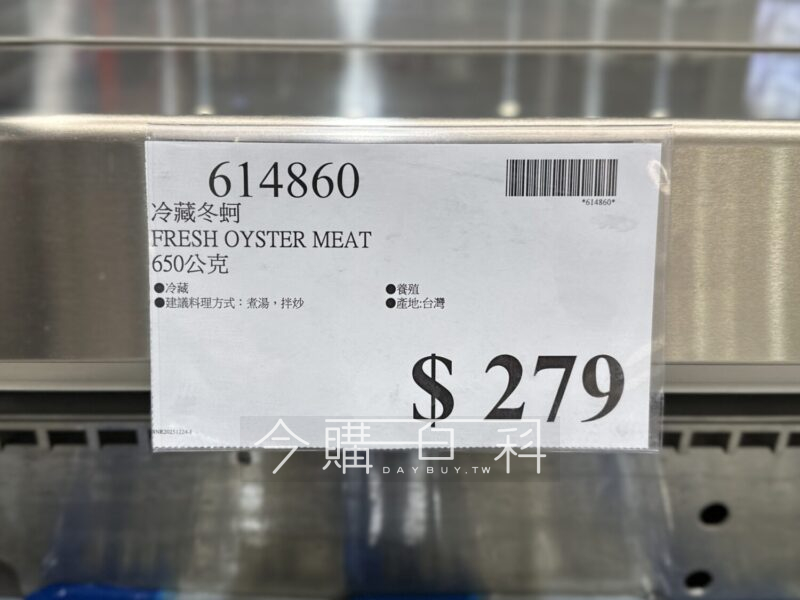 614860
*614860*
冷藏冬蚵
FRESH OYSTER MEAT
650公克
●冷藏 ●養殖
●建議料理方式：煮湯，拌炒 ●產地:台灣
$ 279
今購百科
DAYBUY.TW